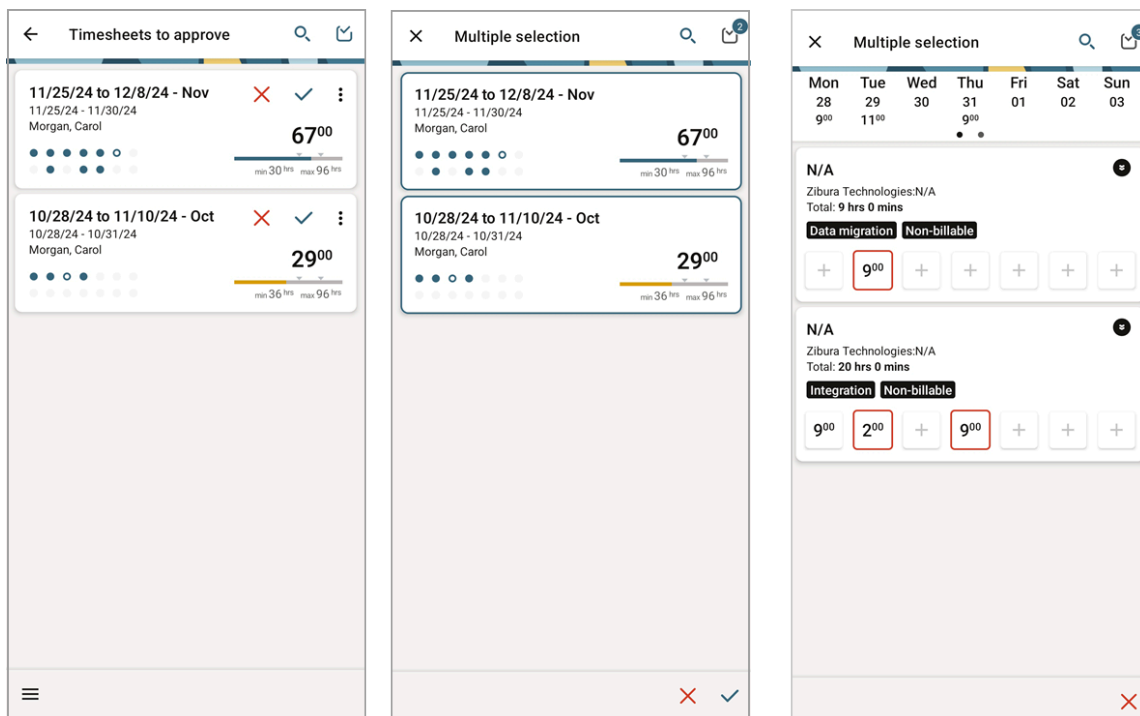 Timesheets to approve
11/25/24 to 12/8/24 - Nov
11/25/24 - 11/30/24
Morgan, Carol
67⁰⁰
min 30 hrs max 96 hrs
10/28/24 to 11/10/24 - Oct
10/28/24 - 10/31/24
Morgan, Carol
29⁰⁰
min 36 hrs max 96 hrs
Multiple selection
2
11/25/24 to 12/8/24 - Nov
11/25/24 - 11/30/24
Morgan, Carol
67⁰⁰
min 30 hrs max 96 hrs
10/28/24 to 11/10/24 - Oct
10/28/24 - 10/31/24
Morgan, Carol
29⁰⁰
min 36 hrs max 96 hrs
Multiple selection
3
Mon Tue Wed Thu Fri Sat Sun
28 29 30 31 01 02 03
9⁰⁰ 11⁰⁰ 9⁰⁰
N/A
Zibura Technologies:N/A
Total: 9 hrs 0 mins
Data migration Non-billable
+ 9⁰⁰ + + + + +
N/A
Zibura Technologies:N/A
Total: 20 hrs 0 mins
Integration Non-billable
9⁰⁰ 2⁰⁰ + 9⁰⁰ + + +